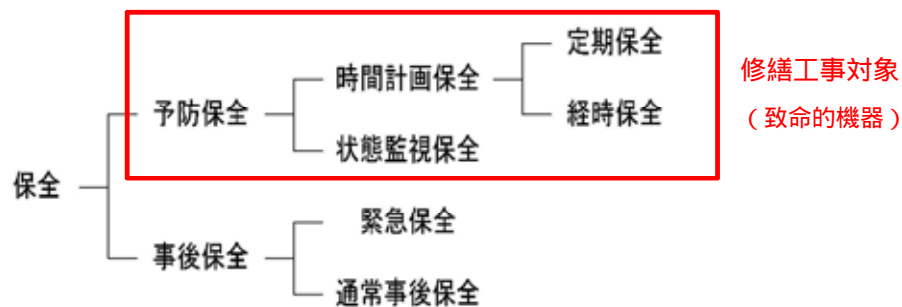 定期保全
時間計画保全
修繕工事対象
予防保全
経時保全
(致命的機器)
状態監視保全
保全
緊急保全
事後保全
通常事後保全